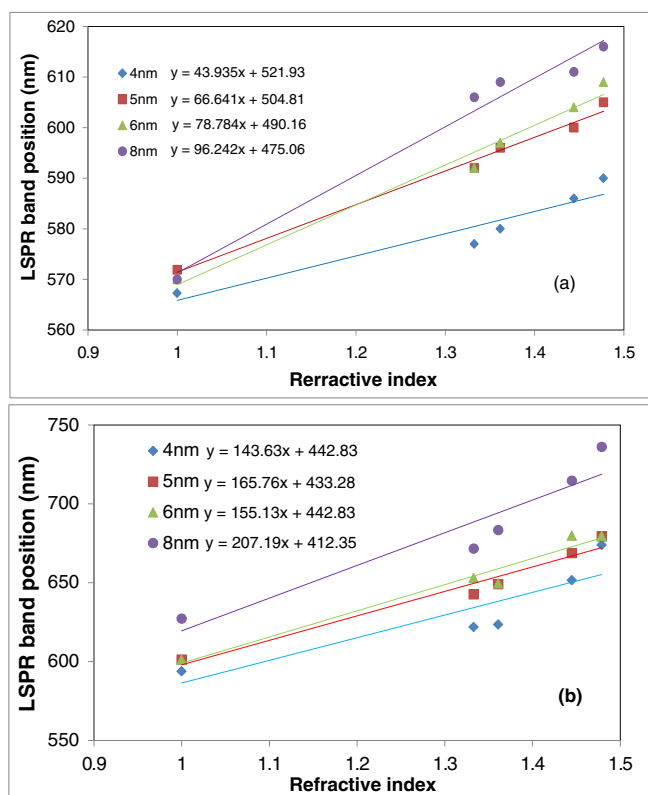 LSPR band position (nm)
620
610
600
590
580
570
560
4nm y = 43.935x + 521.93
5nm y = 66.641x + 504.81
6nm y = 78.784x + 490.16
8nm y = 96.242x + 475.06
(a)
0.9 1 1.1 1.2 1.3 1.4 1.5
Rerractive index
LSPR band position (nm)
750
700
650
600
550
4nm y = 143.63x + 442.83
5nm y = 165.76x + 433.28
6nm y = 155.13x + 442.83
8nm y = 207.19x + 412.35
(b)
0.9 1 1.1 1.2 1.3 1.4 1.5
Refractive index